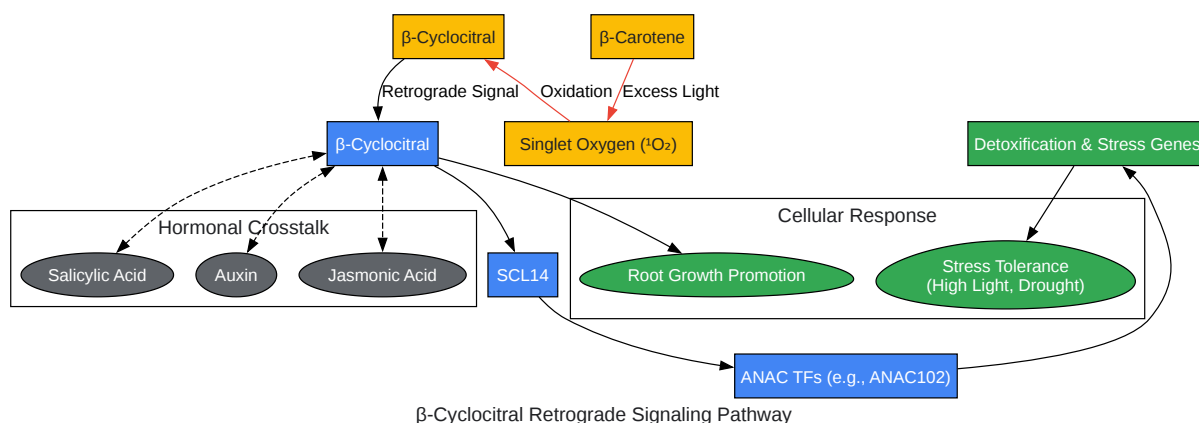 β-Cyclocitral
β-Carotene
Retrograde Signal
Oxidation
Excess Light
β-Cyclocitral
Singlet Oxygen (¹O₂)
Detoxification & Stress Genes
Hormonal Crosstalk
Cellular Response
Salicylic Acid
Auxin
Jasmonic Acid
SCL14
Root Growth Promotion
Stress Tolerance
(High Light, Drought)
ANAC TFs (e.g., ANAC102)
β-Cyclocitral Retrograde Signaling Pathway